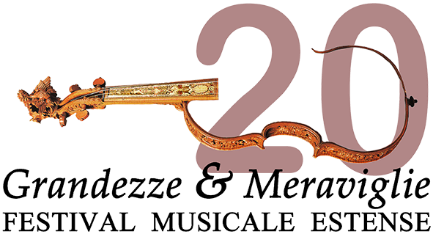 20
Grandezze & Meraviglie
FESTIVAL MUSICALE ESTENSE